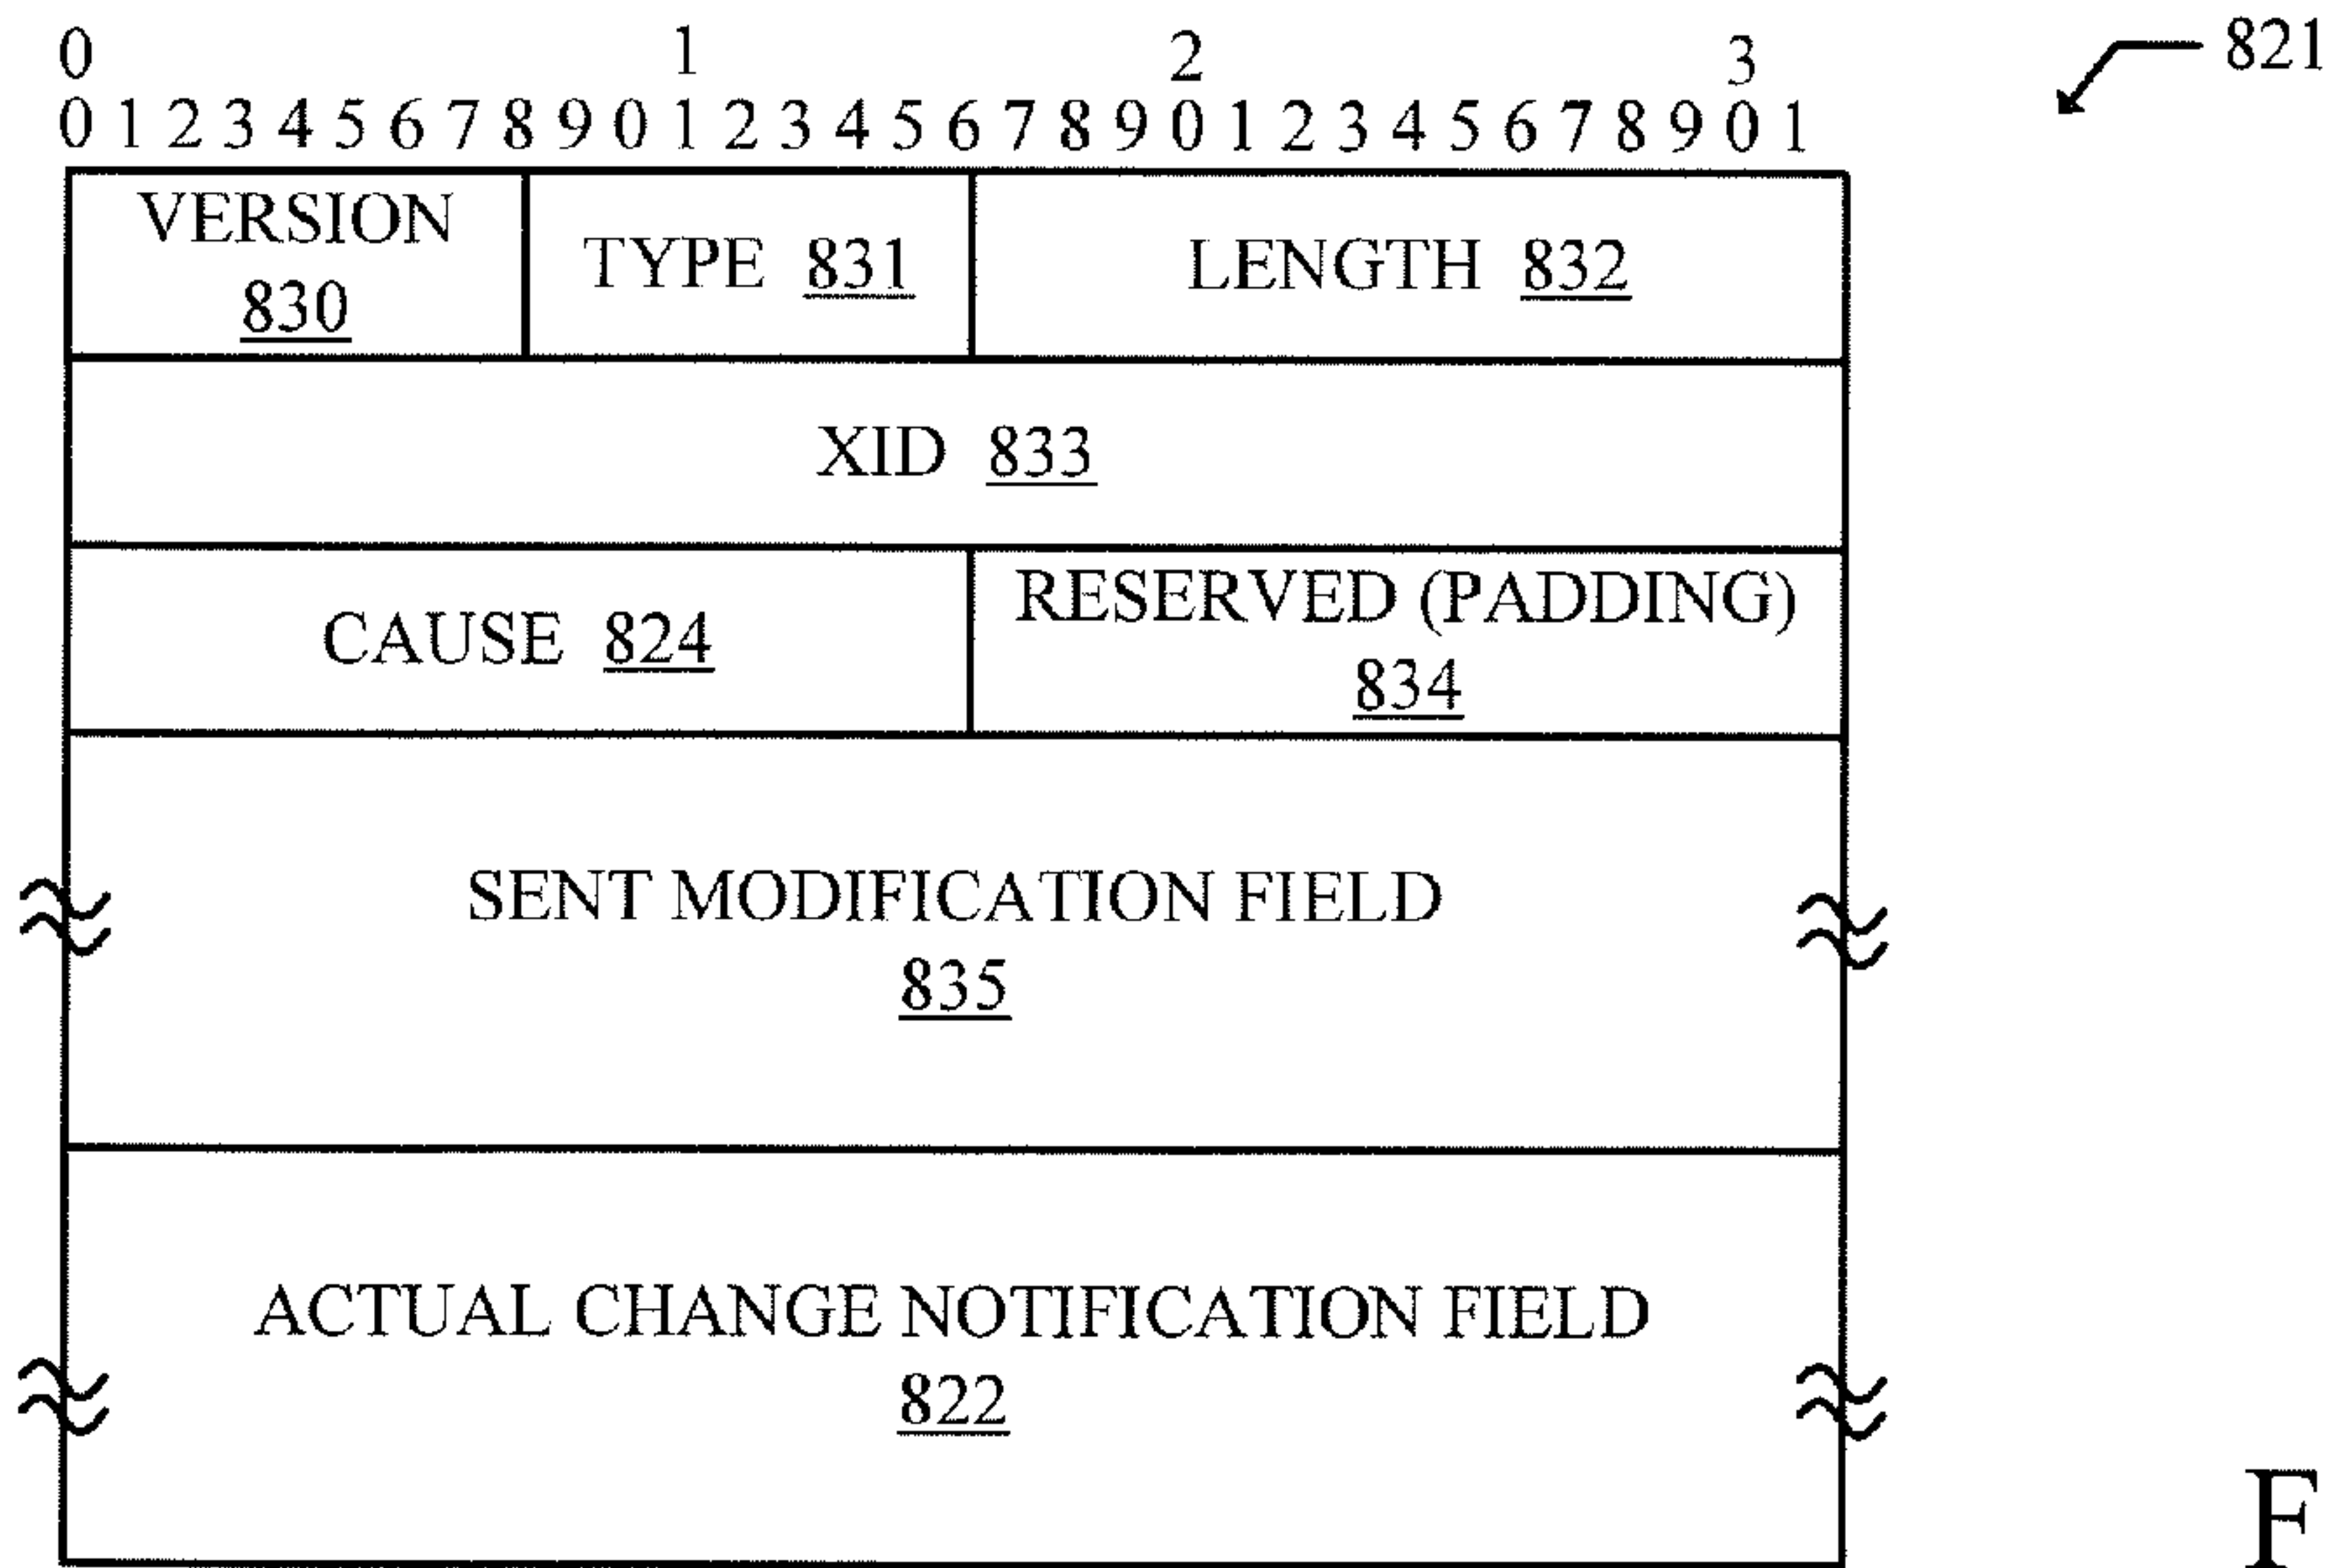 0 1 2 3
821
0 1 2 3 4 5 6 7 8 9 0 1 2 3 4 5 6 7 8 9 0 1 2 3 4 5 6 7 8 9 0 1
VERSION
830
TYPE 831
LENGTH 832
XID 833
CAUSE 824
RESERVED (PADDING)
834
SENT MODIFICATION FIELD
835
ACTUAL CHANGE NOTIFICATION FIELD
822
F